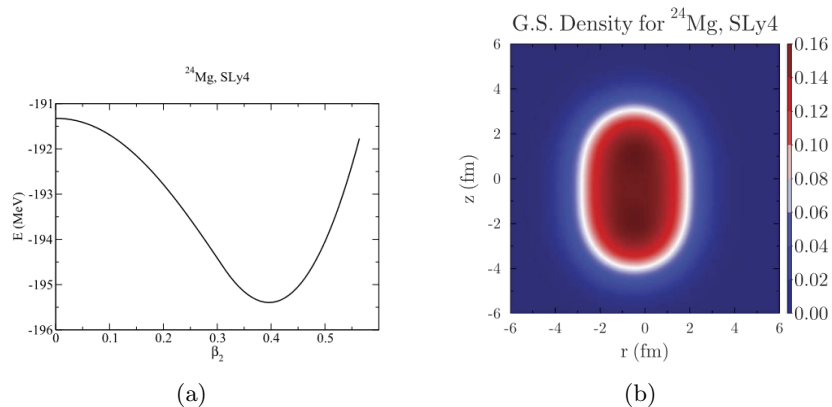 ²⁴Mg, SLy4
-191
-192
-193
-194
-195
-196
E (MeV)
0 0.1 0.2 0.3 0.4 0.5
β₂
(a)
G.S. Density for ²⁴Mg, SLy4
6
4
2
0
-2
-4
-6
z (fm)
-6 -4 -2 0 2 4 6
r (fm)
0.16
0.14
0.12
0.10
0.08
0.06
0.04
0.02
0.00
(b)